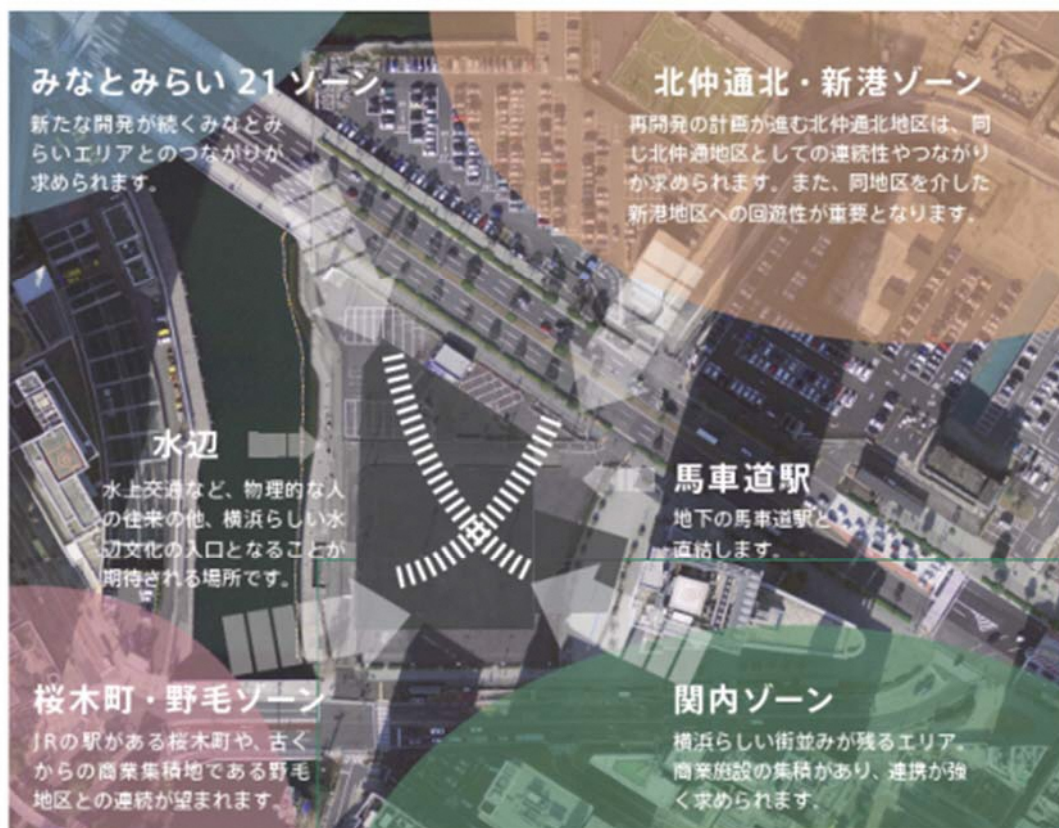 みなとみらい 21 ゾーン
新たな開発が続くみなとみ
らいエリアとのつながりが
求められます。
北仲通北・新港ゾーン
再開発の計画が進む北仲通北地区は、同
じ北仲通地区としての連続性やつながり
が求められます。また、同地区を介した
新港地区への回遊性が重要となります。
水辺
水上交通など、物理的な人
の往来の他、横浜らしい水
辺文化の入口となることが
期待される場所です。
馬車道駅
地下の馬車道駅と
直結します。
桜木町・野毛ゾーン
JRの駅がある桜木町や、古く
からの商業集積地である野毛
地区との連続が望まれます。
関内ゾーン
横浜らしい街並みが残るエリア。
商業施設の集積があり、連携が強
く求められます。